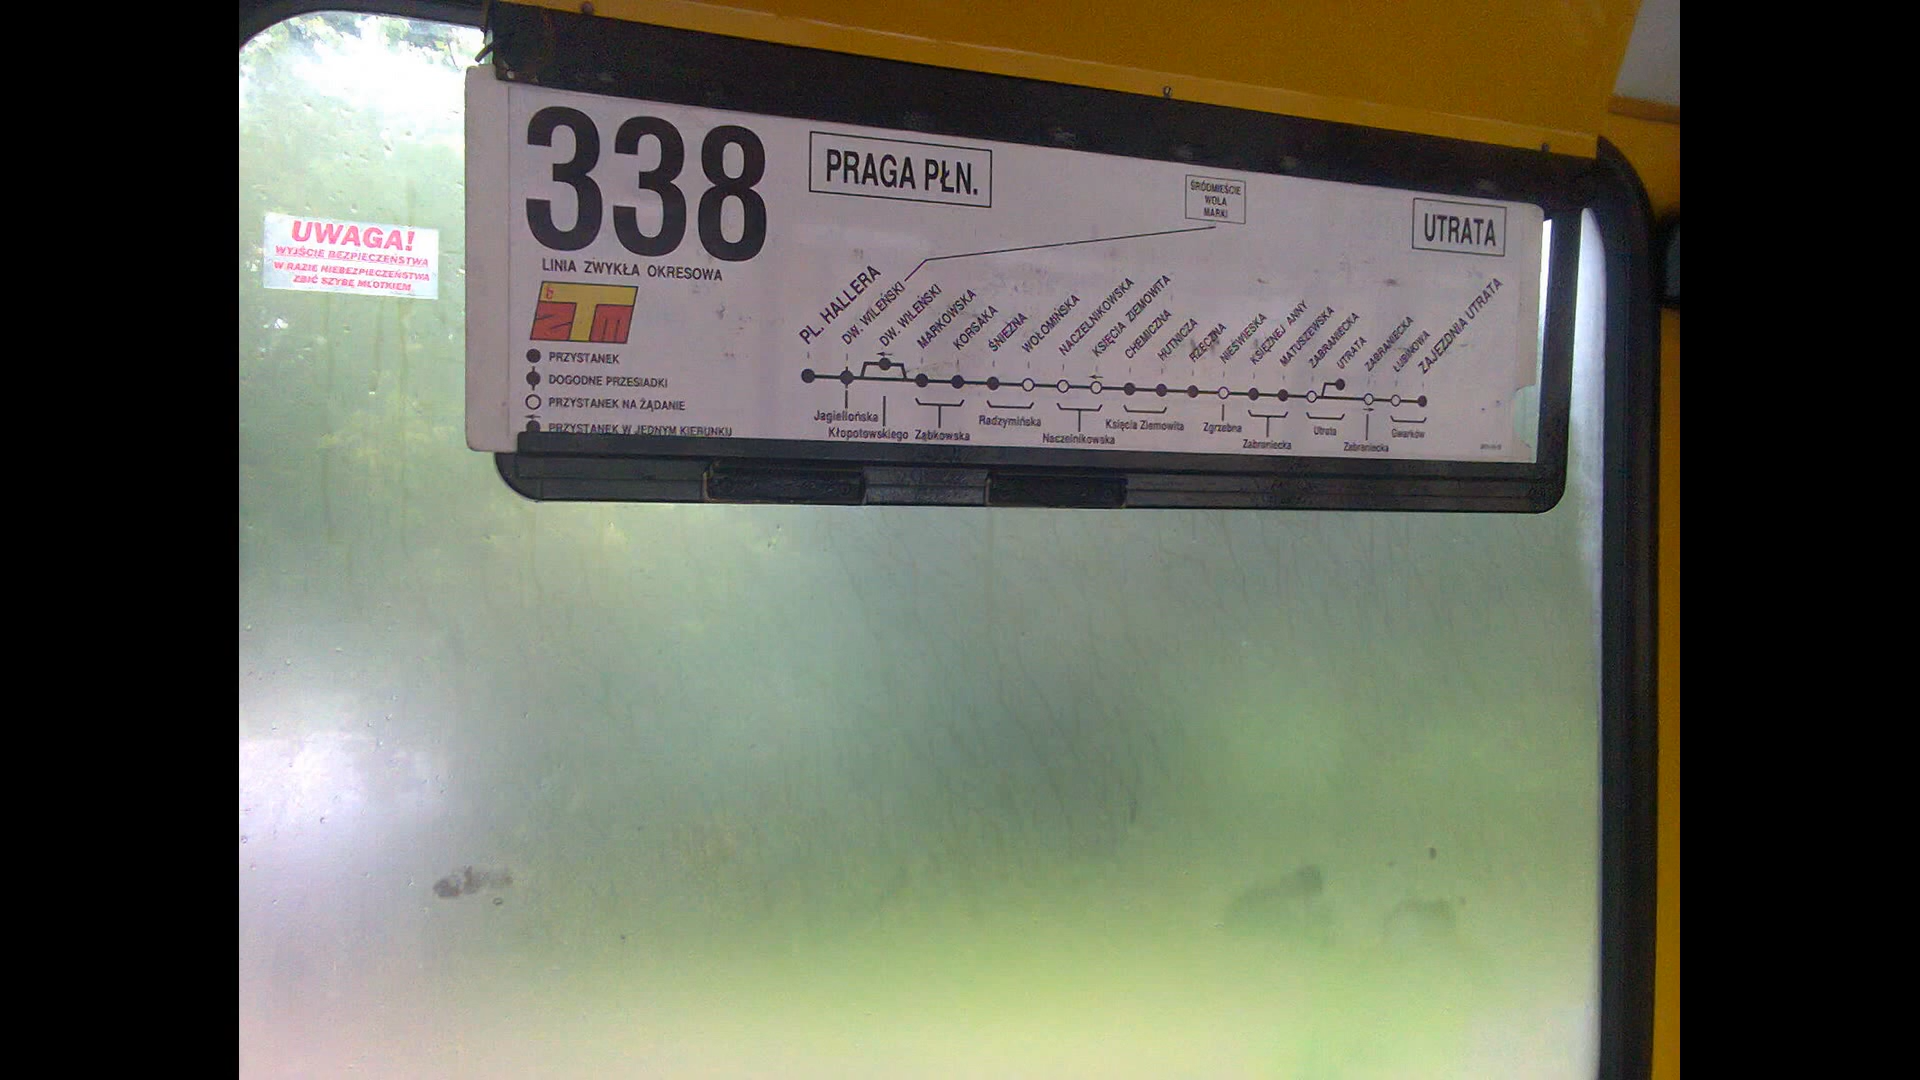 UWAGA!
WYJŚCIE BEZPIECZEŃSTWA
W RAZIE NIEBEZPIECZEŃSTWA
ZBIĆ SZYBĘ MŁOTKIEM
338
LINIA ZWYKŁA OKRESOWA
ZTM
PRZYSTANEK
DOGODNE PRZESIADKI
PRZYSTANEK NA ŻĄDANIE
PRZYSTANEK W JEDNYM KIERUNKU
PRAGA PŁN.
ŚRÓDMIEŚCIE
WOLA
MARKI
UTRATA
PL. HALLERA
DW. WILEŃSKI
DW. WILEŃSKI
MARKOWSKA
KORSAKA
ŚNIEŻNA
WOŁOMIŃSKA
NACZELNIKOWSKA
KSIĘCIA ZIEMOWITA
CHEMICZNA
HUTNICZA
RZECZNA
NIEŚWIESKA
KSIĘŻNEJ ANNY
MATUSZEWSKA
ZABRANIECKA
UTRATA
ZABRANIECKA
ŁUBINOWA
ZAJEZDNIA UTRATA
Jagiellońska
Kłopotowskiego
Ząbkowska
Radzymińska
Naczelnikowska
Księcia Ziemowita
Zgrzebna
Zabraniecka
Utrata
Zabraniecka
Gwarków